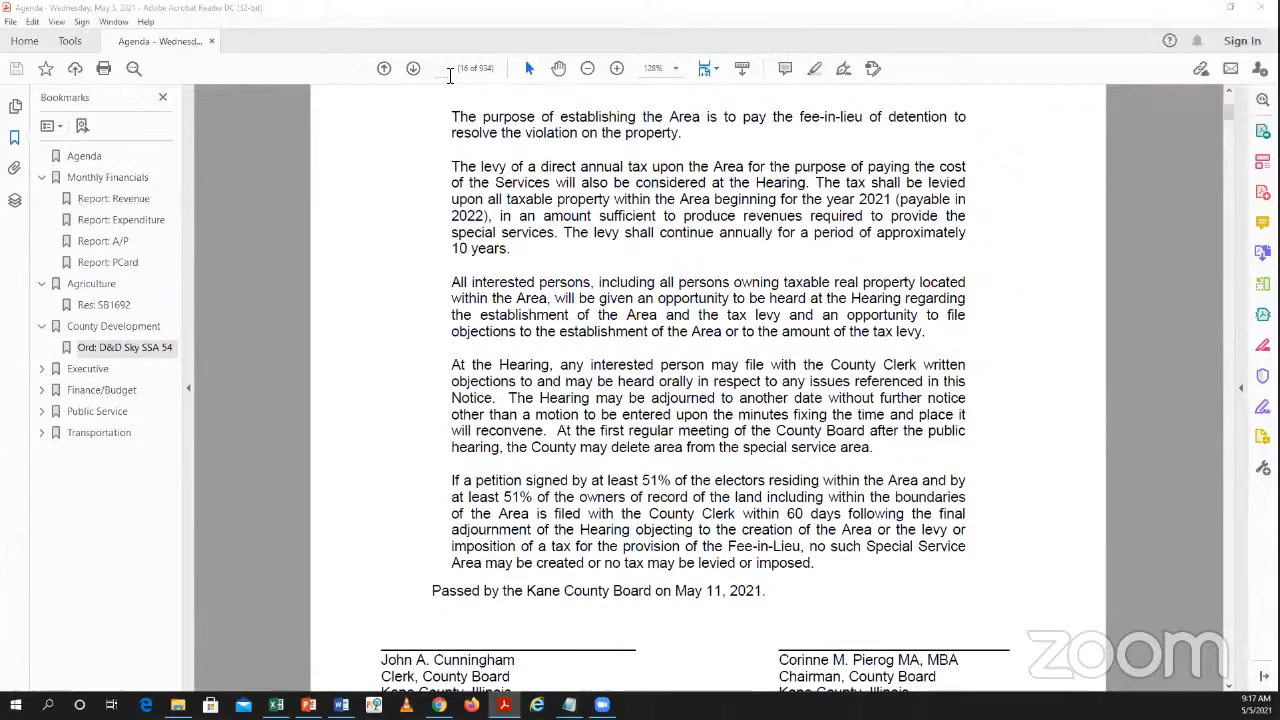 Agenda - Wednesday, May 5, 2021 - Adobe Acrobat Reader DC (32-bit)
File Edit View Sign Window Help
Home Tools Agenda - Wednesd... × Sign In
(16 of 934) 128%
Bookmarks
Agenda
Monthly Financials
Report: Revenue
Report: Expenditure
Report: A/P
Report: PCard
Agriculture
Res: SB1692
County Development
Ord: D&D Sky SSA 54
Executive
Finance/Budget
Public Service
Transportation
The purpose of establishing the Area is to pay the fee-in-lieu of detention to
resolve the violation on the property.
The levy of a direct annual tax upon the Area for the purpose of paying the cost
of the Services will also be considered at the Hearing. The tax shall be levied
upon all taxable property within the Area beginning for the year 2021 (payable in
2022), in an amount sufficient to produce revenues required to provide the
special services. The levy shall continue annually for a period of approximately
10 years.
All interested persons, including all persons owning taxable real property located
within the Area, will be given an opportunity to be heard at the Hearing regarding
the establishment of the Area and the tax levy and an opportunity to file
objections to the establishment of the Area or to the amount of the tax levy.
At the Hearing, any interested person may file with the County Clerk written
objections to and may be heard orally in respect to any issues referenced in this
Notice. The Hearing may be adjourned to another date without further notice
other than a motion to be entered upon the minutes fixing the time and place it
will reconvene. At the first regular meeting of the County Board after the public
hearing, the County may delete area from the special service area.
If a petition signed by at least 51% of the electors residing within the Area and by
at least 51% of the owners of record of the land including within the boundaries
of the Area is filed with the County Clerk within 60 days following the final
adjournment of the Hearing objecting to the creation of the Area or the levy or
imposition of a tax for the provision of the Fee-in-Lieu, no such Special Service
Area may be created or no tax may be levied or imposed.
Passed by the Kane County Board on May 11, 2021.
John A. Cunningham
Clerk, County Board
Kane County, Illinois
Corinne M. Pierog MA, MBA
Chairman, County Board
Kane County, Illinois
zoom
9:17 AM
5/5/2021